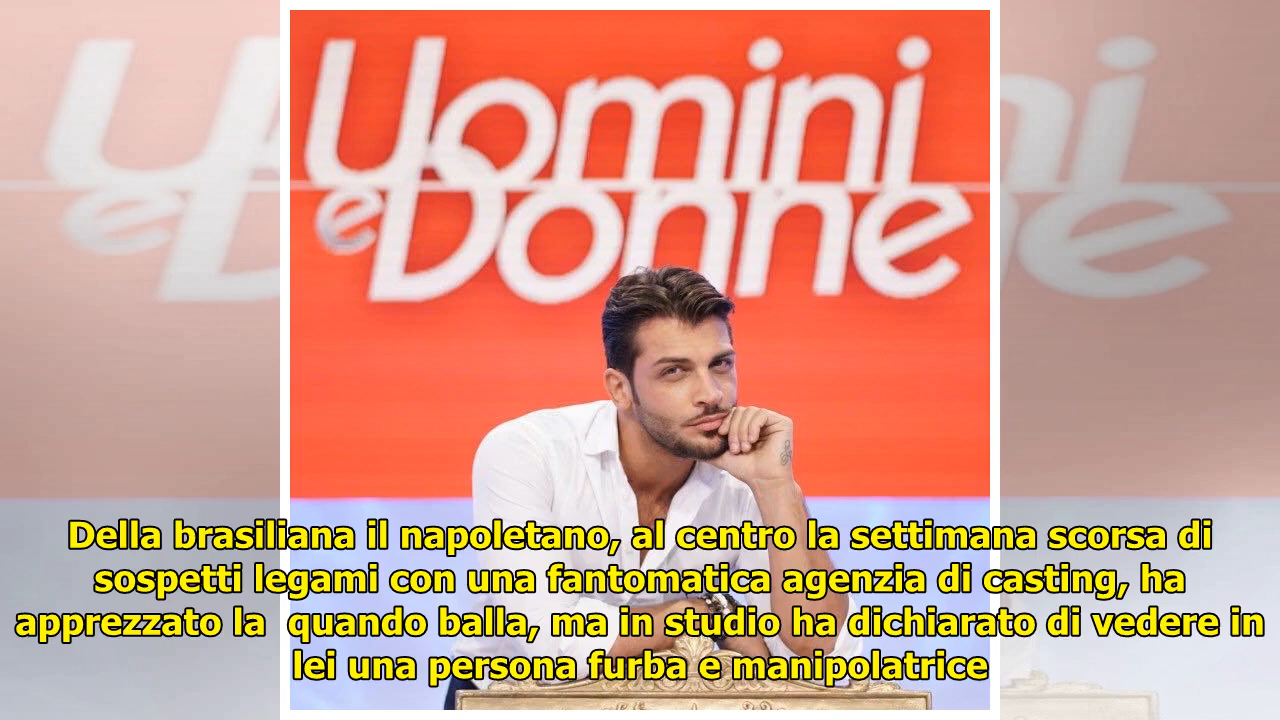 Uomini
e Donne
Della brasiliana il napoletano, al centro la settimana scorsa di
sospetti legami con una fantomatica agenzia di casting, ha
apprezzato la  quando balla, ma in studio ha dichiarato di vedere in
lei una persona furba e manipolatrice